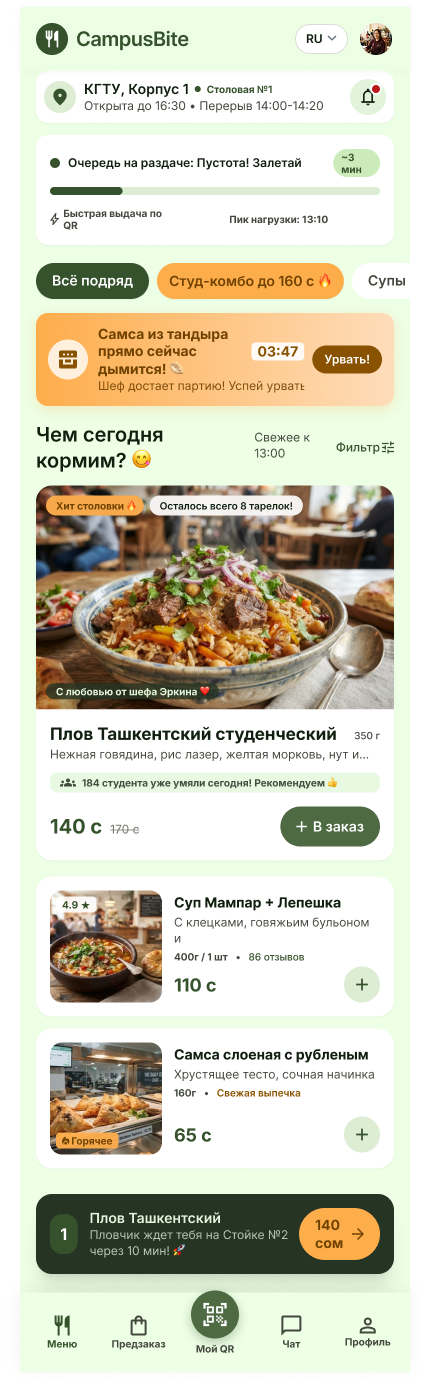 CampusBite
RU
КГТУ, Корпус 1 • Столовая №1
Открыта до 16:30 • Перерыв 14:00-14:20
Очередь на раздаче: Пустота! Залетай
~3
мин
Быстрая выдача по
QR
Пик нагрузки: 13:10
Всё подряд
Студ-комбо до 160 с 🔥
Супы
Самса из тандыра
прямо сейчас
дымится! 🫔
Шеф достает партию! Успей урвать
03:47
Урвать!
Чем сегодня
кормим? 😋
Свежее к
13:00
Фильтр
Хит столовки 🔥
Осталось всего 8 тарелок!
С любовью от шефа Эркина ❤️
Плов Ташкентский студенческий
350 г
Нежная говядина, рис лазер, желтая морковь, нут и...
184 студента уже умяли сегодня! Рекомендуем 👍
140 с 170 с
+ В заказ
4.9 ★
Суп Мампар + Лепешка
С клецками, говяжьим бульоном
и
400г / 1 шт • 86 отзывов
110 с
+
Горячее
Самса слоеная с рубленым
Хрустящее тесто, сочная начинка
160г • Свежая выпечка
65 с
+
1
Плов Ташкентский
Пловчик ждет тебя на Стойке №2
через 10 мин! 🚀
140
сом →
Меню
Предзаказ
Мой QR
Чат
Профиль